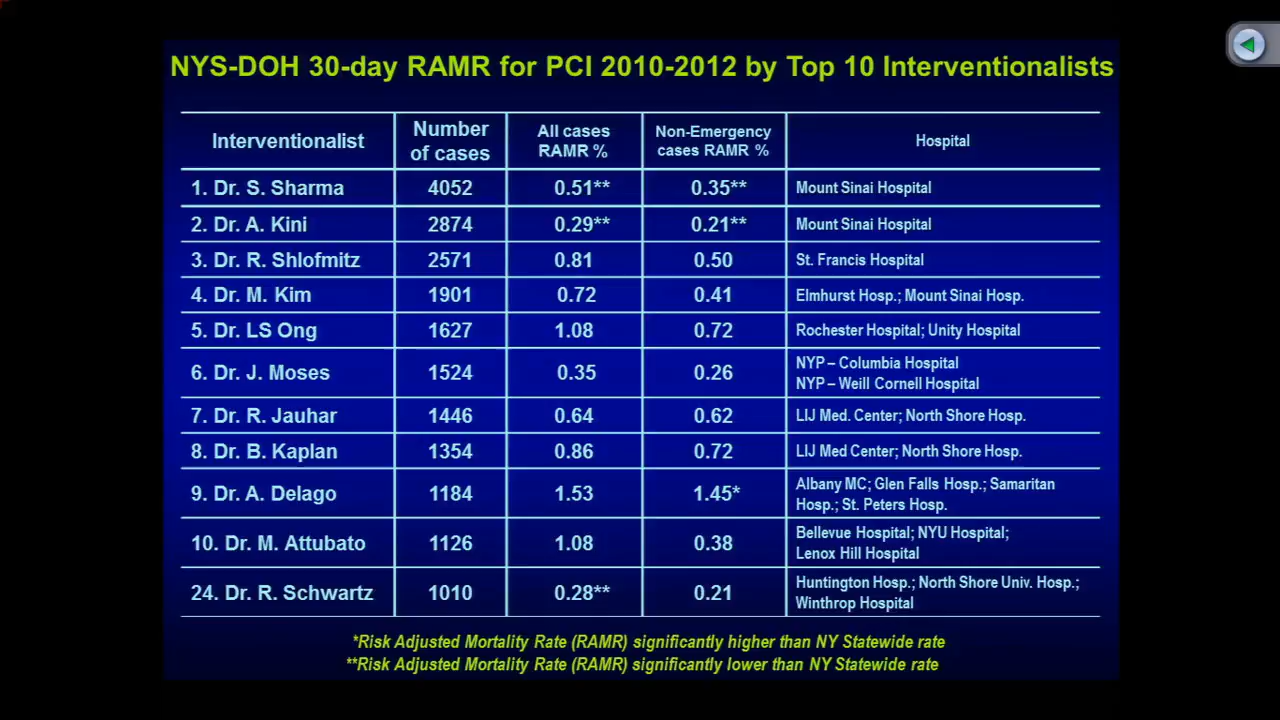 NYS-DOH 30-day RAMR for PCI 2010-2012 by Top 10 Interventionalists
Interventionalist Number of cases All cases RAMR % Non-Emergency cases RAMR % Hospital
1. Dr. S. Sharma 4052 0.51** 0.35** Mount Sinai Hospital
2. Dr. A. Kini 2874 0.29** 0.21** Mount Sinai Hospital
3. Dr. R. Shlofmitz 2571 0.81 0.50 St. Francis Hospital
4. Dr. M. Kim 1901 0.72 0.41 Elmhurst Hosp.; Mount Sinai Hosp.
5. Dr. LS Ong 1627 1.08 0.72 Rochester Hospital; Unity Hospital
6. Dr. J. Moses 1524 0.35 0.26 NYP – Columbia Hospital
NYP – Weill Cornell Hospital
7. Dr. R. Jauhar 1446 0.64 0.62 LIJ Med. Center; North Shore Hosp.
8. Dr. B. Kaplan 1354 0.86 0.72 LIJ Med Center; North Shore Hosp.
9. Dr. A. Delago 1184 1.53 1.45* Albany MC; Glen Falls Hosp.; Samaritan
Hosp.; St. Peters Hosp.
10. Dr. M. Attubato 1126 1.08 0.38 Bellevue Hospital; NYU Hospital;
Lenox Hill Hospital
24. Dr. R. Schwartz 1010 0.28** 0.21 Huntington Hosp.; North Shore Univ. Hosp.;
Winthrop Hospital
*Risk Adjusted Mortality Rate (RAMR) significantly higher than NY Statewide rate
**Risk Adjusted Mortality Rate (RAMR) significantly lower than NY Statewide rate